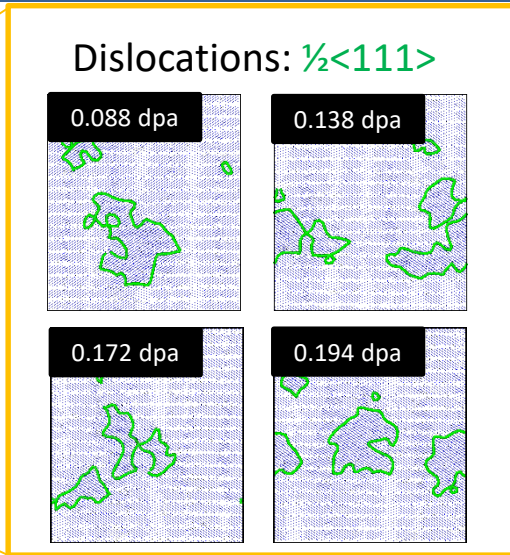 Dislocations: ½<111>
0.088 dpa
0.138 dpa
0.172 dpa
0.194 dpa